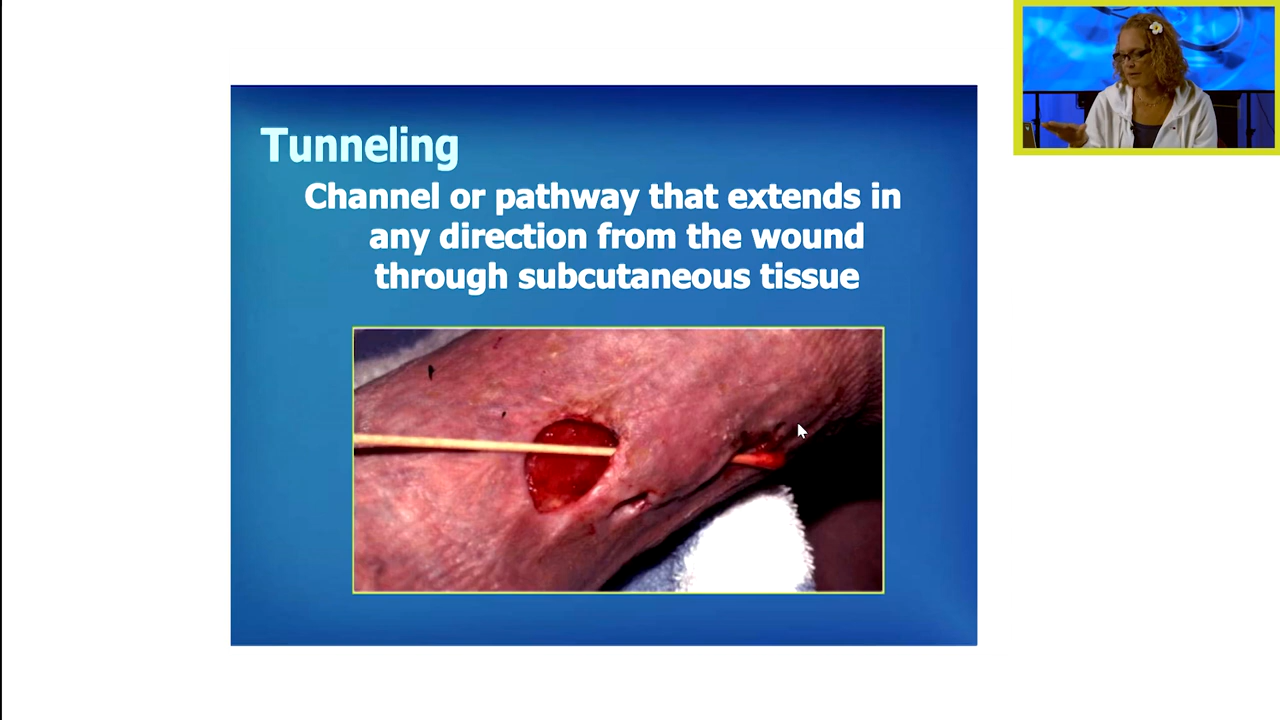 Tunneling
Channel or pathway that extends in
any direction from the wound
through subcutaneous tissue